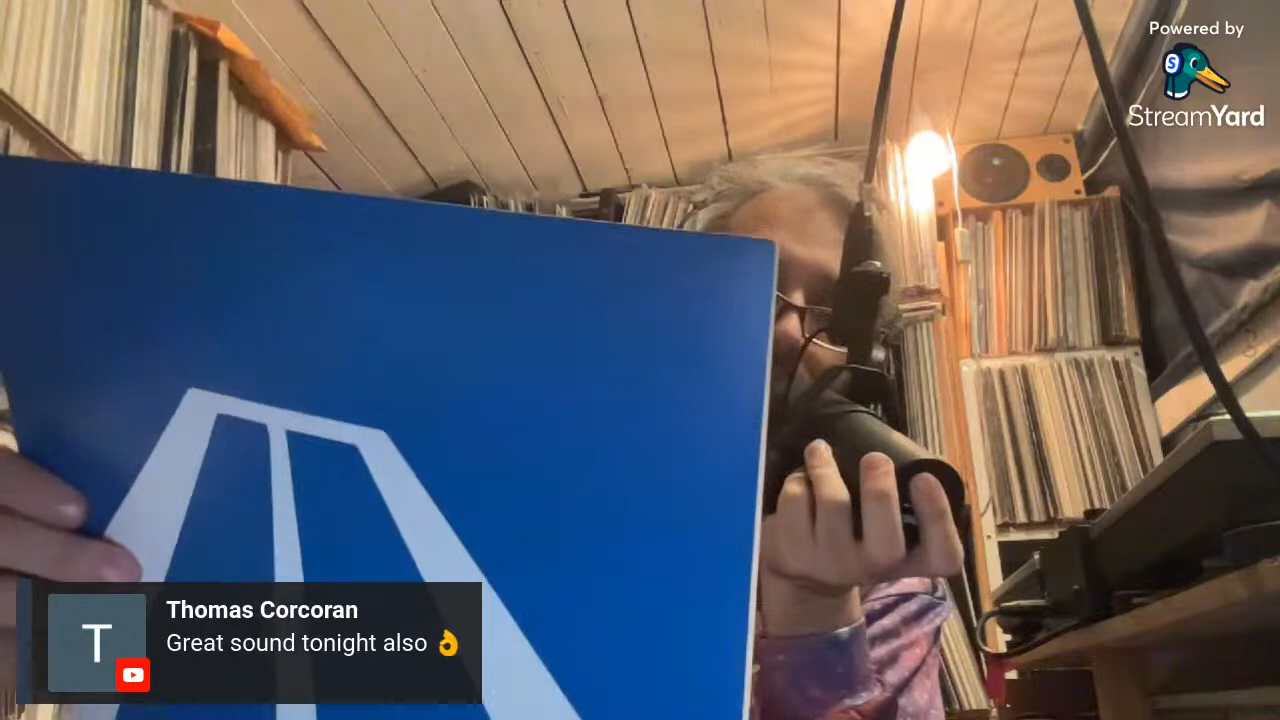 Powered by
StreamYard
T
Thomas Corcoran
Great sound tonight also 👌